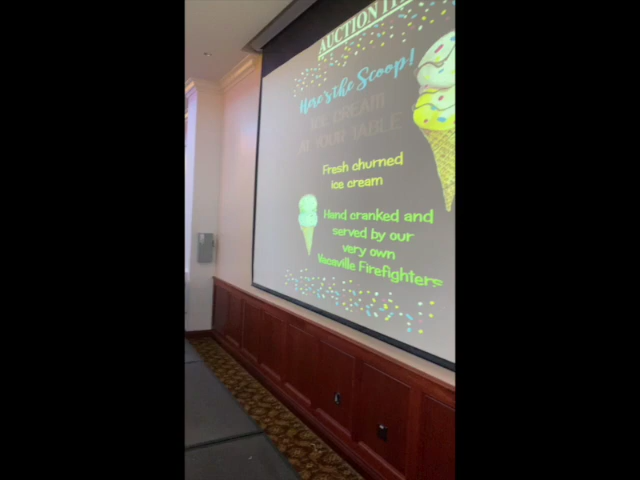 AUCTION
Here's the Scoop!
ICE CREAM
AT YOUR TABLE
Fresh churned
ice cream
Hand cranked and
served by our
very own
Vacaville Firefighters